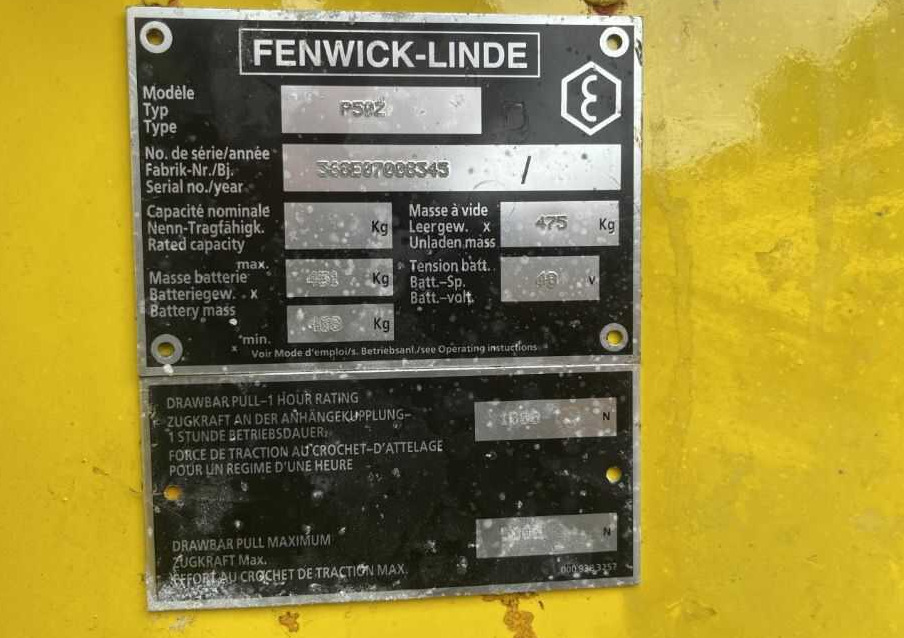 FENWICK-LINDE
Modèle
Typ
Type
P50Z
No. de série/année
Fabrik-Nr./Bj.
Serial no./year
/
Capacité nominale
Nenn-Tragfähigk.
Rated capacity
Kg
Masse à vide
Leergew. x
Unladen mass
475 Kg
max.
Masse batterie
Batteriegew. x
Battery mass
Kg
Tension batt.
Batt.-Sp.
Batt.-volt.
V
min.
x
Kg
Voir Mode d'emploi/s. Betriebsanl./see Operating instuctions
DRAWBAR PULL-1 HOUR RATING
ZUGKRAFT AN DER ANHÄNGEKUPPLUNG-
1 STUNDE BETRIEBSDAUER.
FORCE DE TRACTION AU CROCHET-D'ATTELAGE
POUR UN REGIME D'UNE HEURE
N
DRAWBAR PULL MAXIMUM
ZUGKRAFT Max.
EFFORT AU CROCHET DE TRACTION MAX.
N
000 938 3257